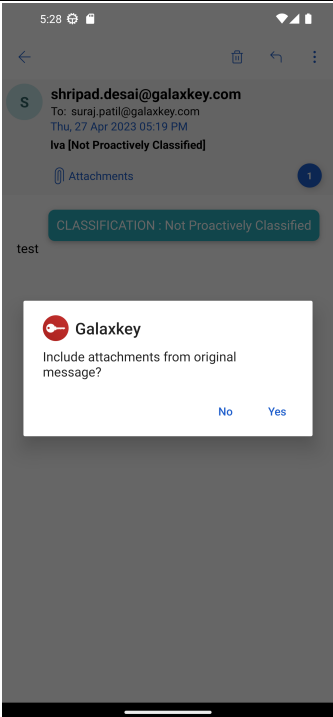 5:28
S
shripad.desai@galaxkey.com
To: suraj.patil@galaxkey.com
Thu, 27 Apr 2023 05:19 PM
Iva [Not Proactively Classified]
Attachments
1
CLASSIFICATION : Not Proactively Classified
test
Galaxkey
Include attachments from original
message?
No Yes